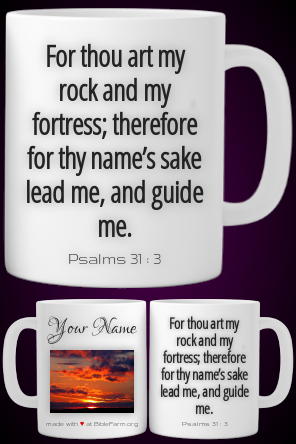 For thou art my
rock and my
fortress; therefore
for thy name’s sake
lead me, and guide
me.
Psalms 31 : 3
Your Name
made with ♥ at BibleFarm.org
For thou art my
rock and my
fortress; therefore
for thy name’s sake
lead me, and guide
me.
Psalms 31 : 3